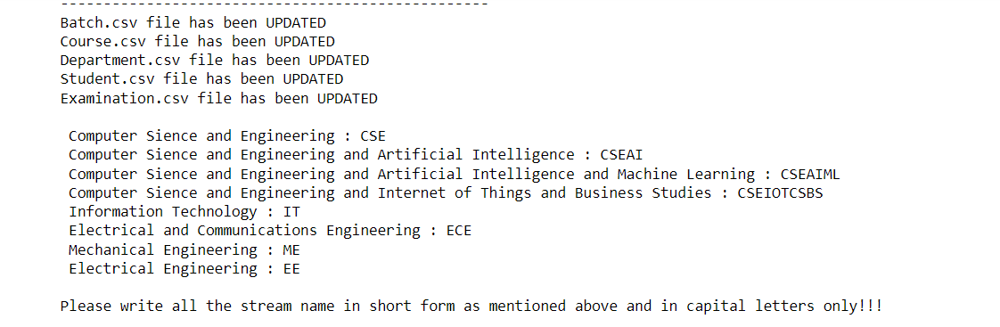 --------------------------------------------------
Batch.csv file has been UPDATED
Course.csv file has been UPDATED
Department.csv file has been UPDATED
Student.csv file has been UPDATED
Examination.csv file has been UPDATED
Computer Sience and Engineering : CSE
Computer Sience and Engineering and Artificial Intelligence : CSEAI
Computer Sience and Engineering and Artificial Intelligence and Machine Learning : CSEAIML
Computer Sience and Engineering and Internet of Things and Business Studies : CSEIOTCSBS
Information Technology : IT
Electrical and Communications Engineering : ECE
Mechanical Engineering : ME
Electrical Engineering : EE
Please write all the stream name in short form as mentioned above and in capital letters only!!!